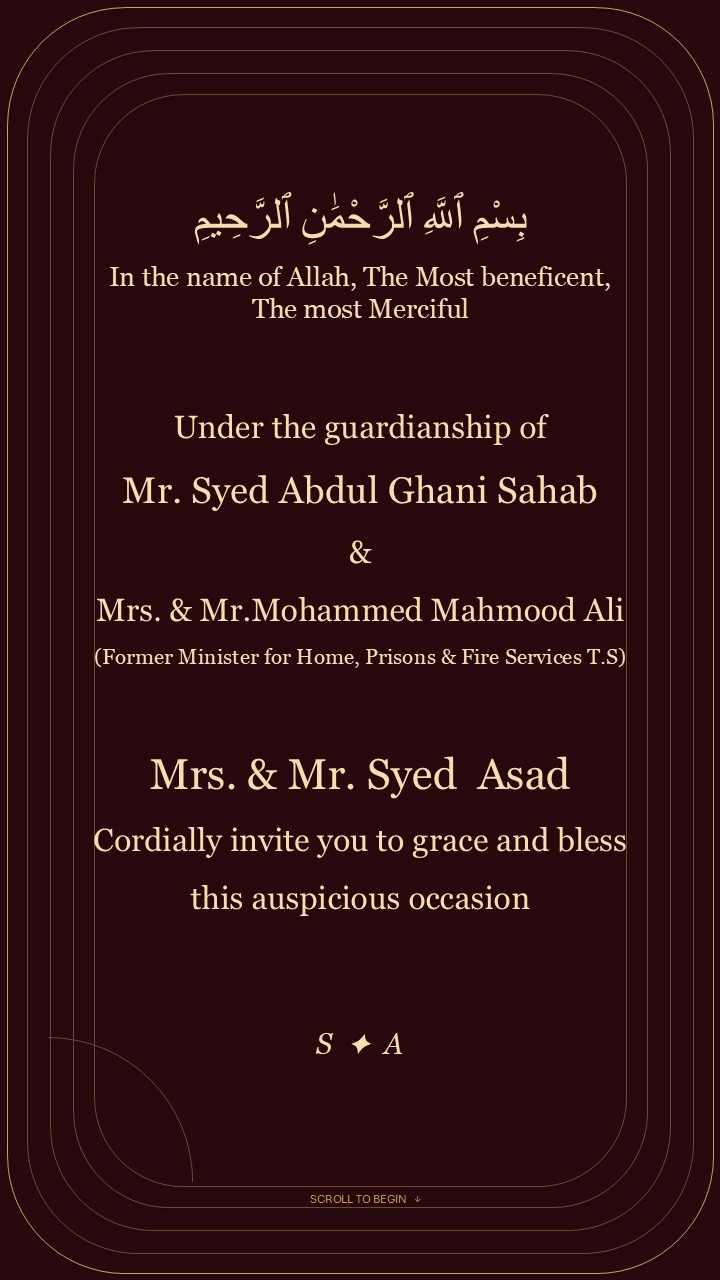 بِسْمِ ٱللَّهِ ٱلرَّحْمَٰنِ ٱلرَّحِيمِ
In the name of Allah, The Most beneficent,
The most Merciful
Under the guardianship of
Mr. Syed Abdul Ghani Sahab
&
Mrs. & Mr.Mohammed Mahmood Ali
(Former Minister for Home, Prisons & Fire Services T.S)
Mrs. & Mr. Syed  Asad
Cordially invite you to grace and bless
this auspicious occasion
S ✦ A
SCROLL TO BEGIN ↓